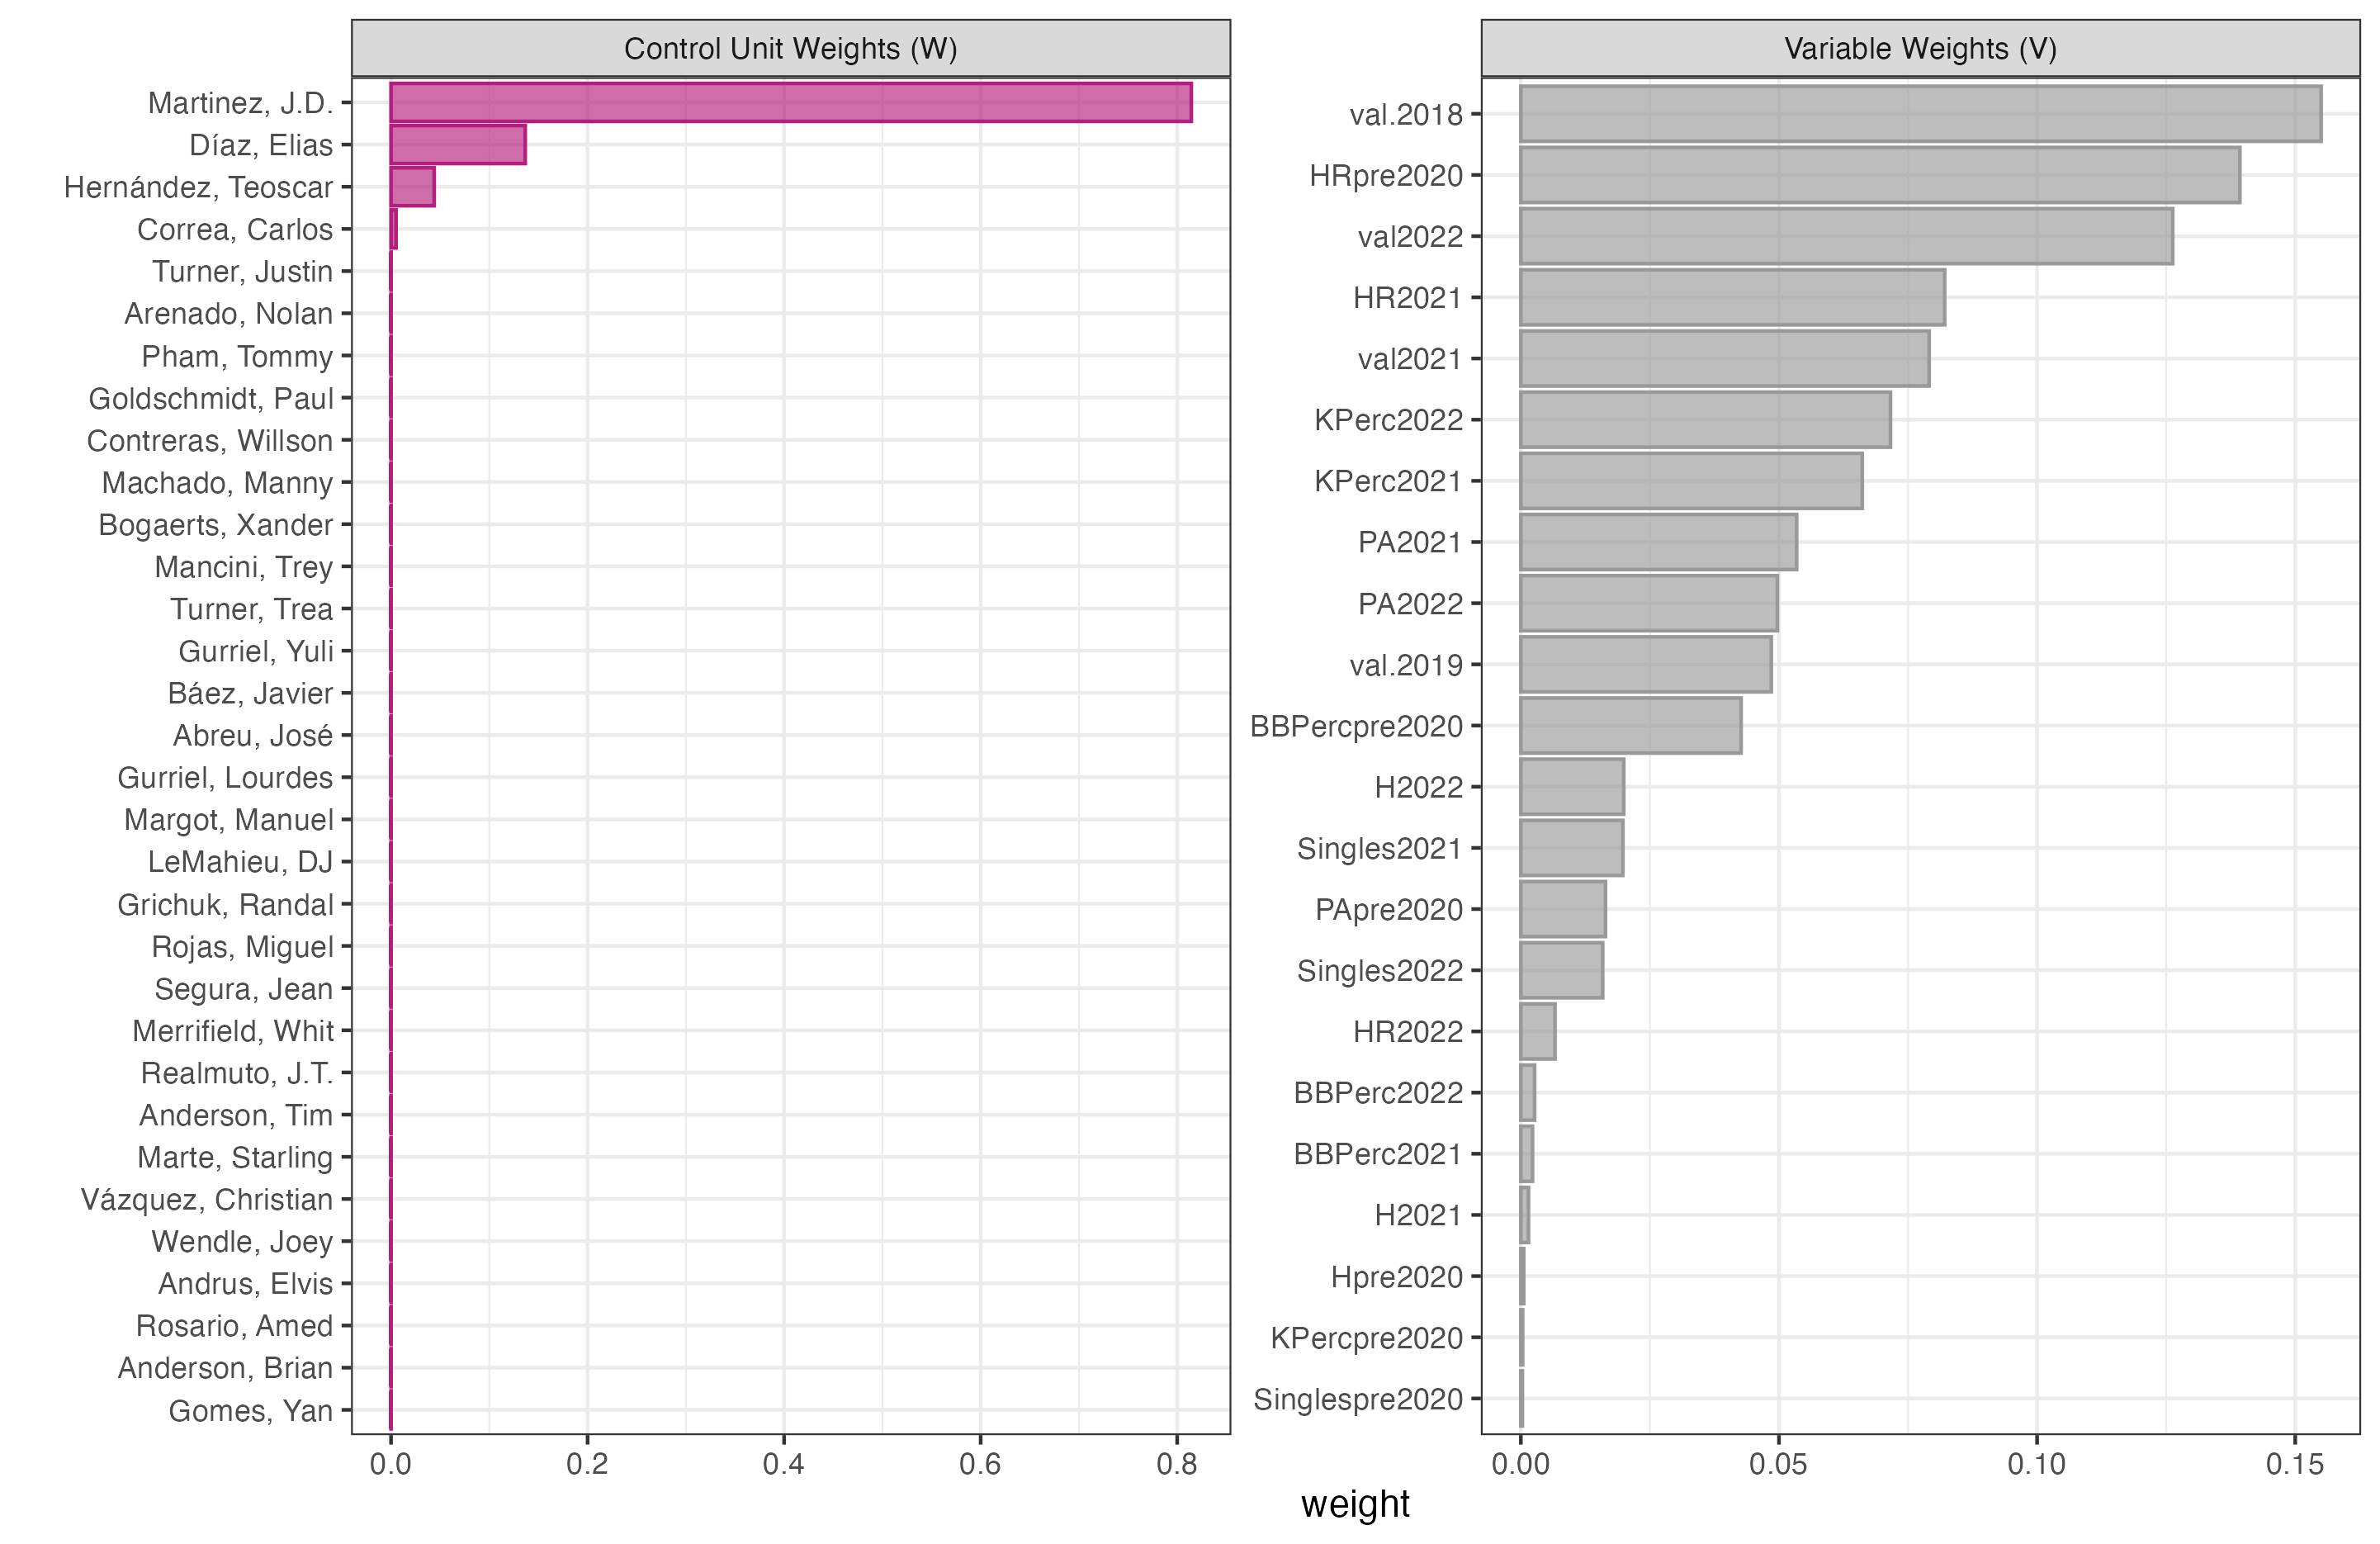 Control Unit Weights (W)
Martinez, J.D.
Díaz, Elias
Hernández, Teoscar
Correa, Carlos
Turner, Justin
Arenado, Nolan
Pham, Tommy
Goldschmidt, Paul
Contreras, Willson
Machado, Manny
Bogaerts, Xander
Mancini, Trey
Turner, Trea
Gurriel, Yuli
Báez, Javier
Abreu, José
Gurriel, Lourdes
Margot, Manuel
LeMahieu, DJ
Grichuk, Randal
Rojas, Miguel
Segura, Jean
Merrifield, Whit
Realmuto, J.T.
Anderson, Tim
Marte, Starling
Vázquez, Christian
Wendle, Joey
Andrus, Elvis
Rosario, Amed
Anderson, Brian
Gomes, Yan
0.0 0.2 0.4 0.6 0.8
Variable Weights (V)
val.2018
HRpre2020
val2022
HR2021
val2021
KPerc2022
KPerc2021
PA2021
PA2022
val.2019
BBPercpre2020
H2022
Singles2021
PApre2020
Singles2022
HR2022
BBPerc2022
BBPerc2021
H2021
Hpre2020
KPercpre2020
Singlespre2020
0.00 0.05 0.10 0.15
weight